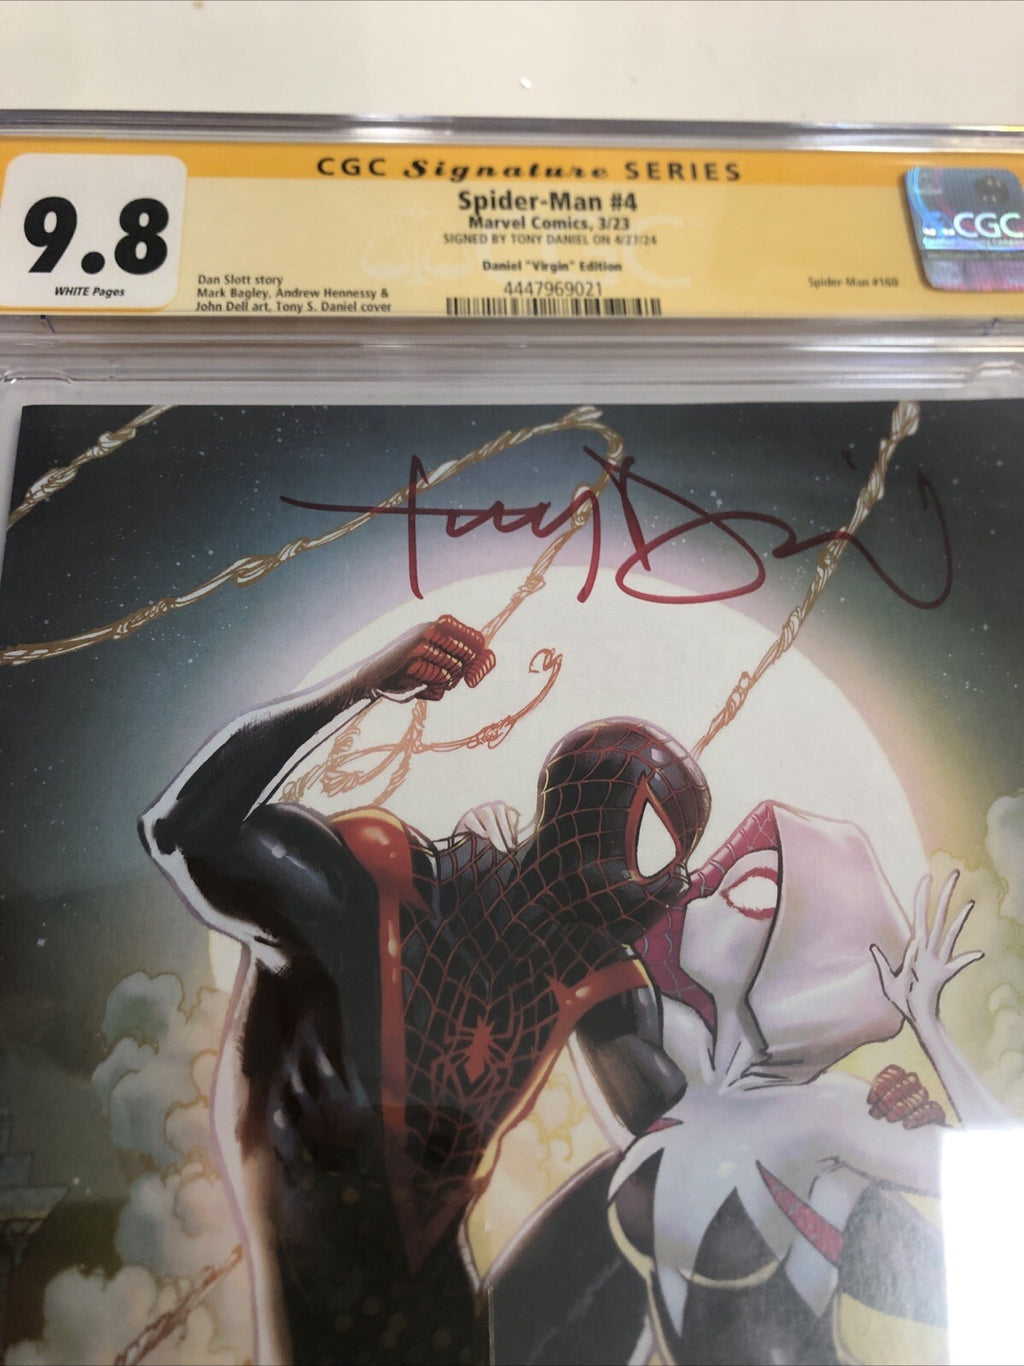 CGC Signature SERIES
9.8
WHITE Pages
Spider-Man #4
Marvel Comics, 3/23
SIGNED BY TONY DANIEL ON 4/27/24
Daniel "Virgin" Edition
4447969021
Dan Slott story
Mark Bagley, Andrew Hennessy &
John Dell art, Tony S. Daniel cover
Spider-Man #160
CGC
Tony Daniel